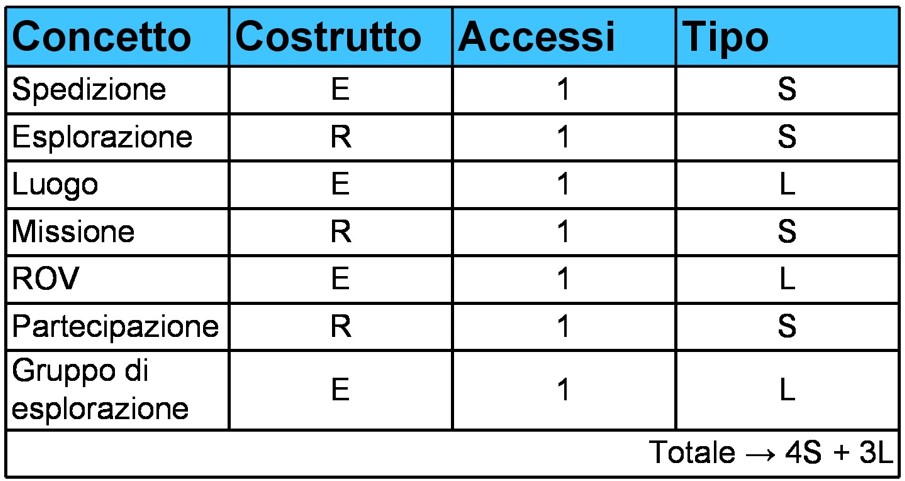 Concetto Costrutto Accessi Tipo
Spedizione E 1 S
Esplorazione R 1 S
Luogo E 1 L
Missione R 1 S
ROV E 1 L
Partecipazione R 1 S
Gruppo di
esplorazione E 1 L
Totale → 4S + 3L